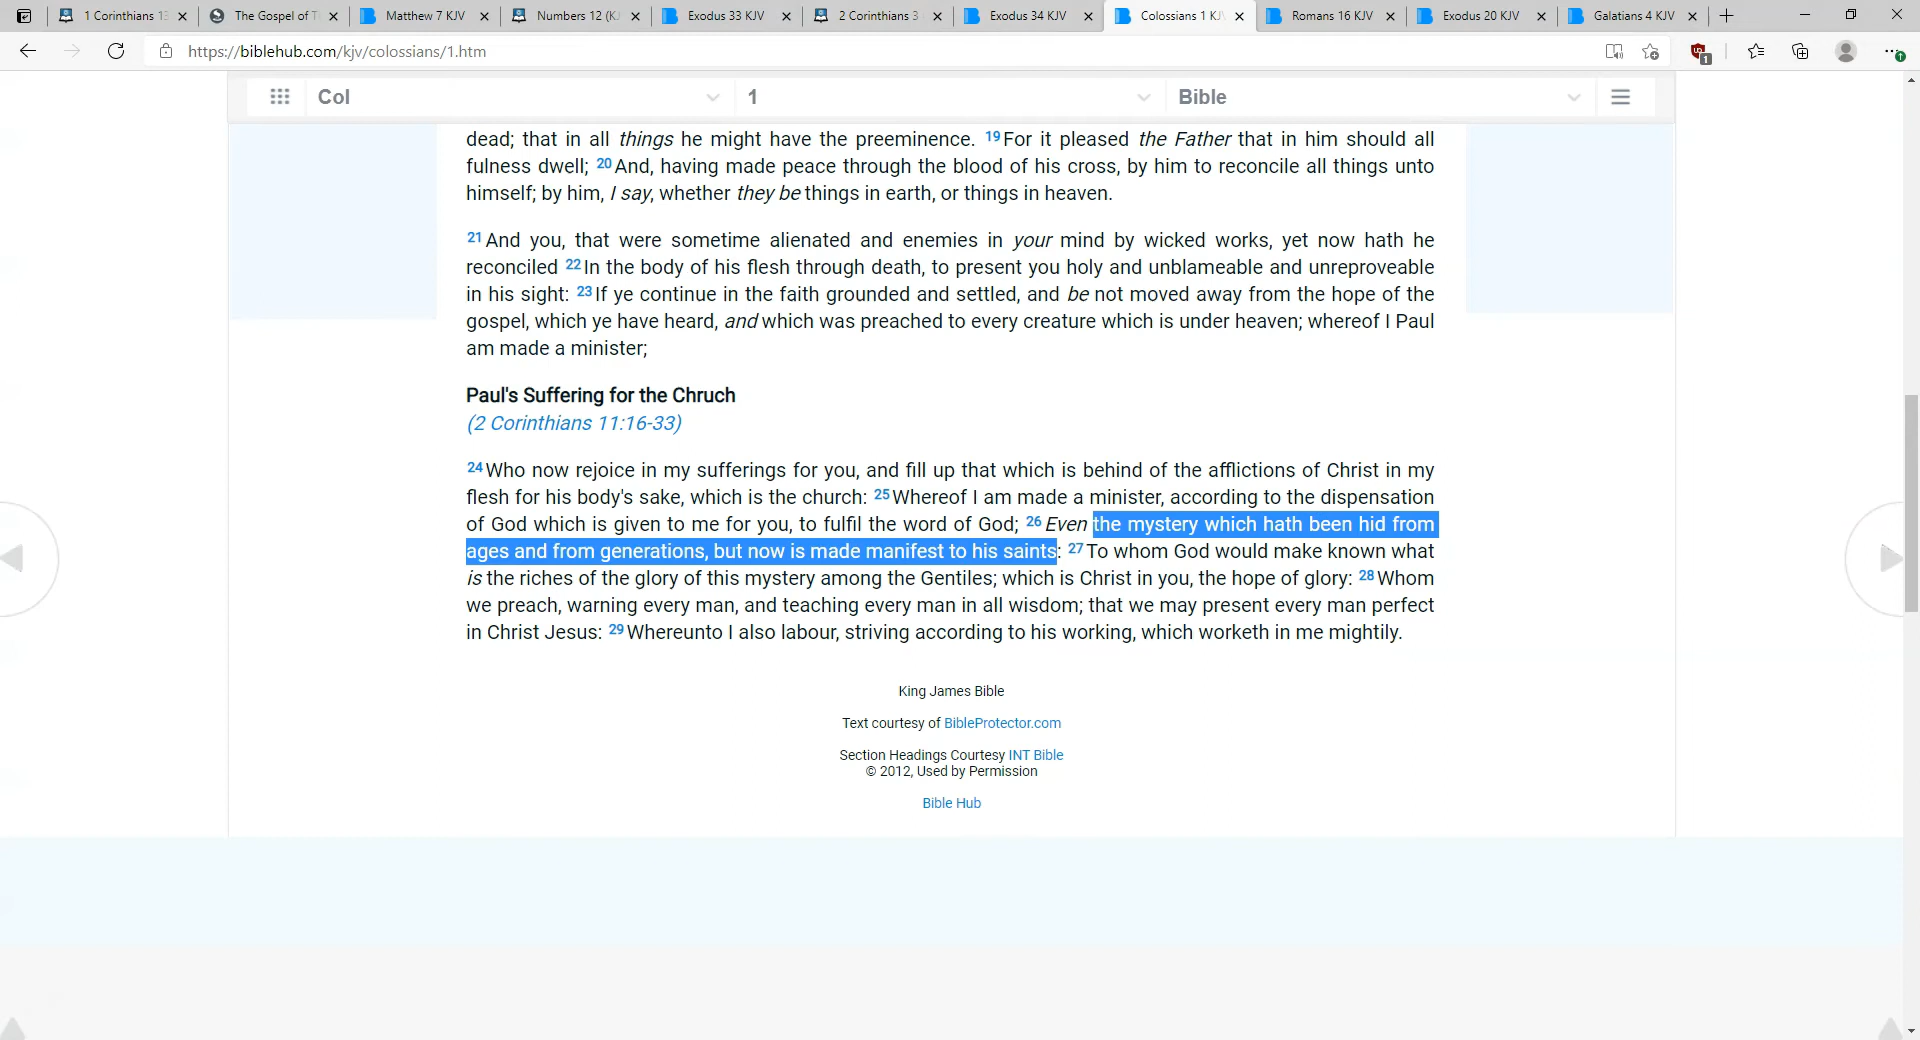 1 Corinthians 13
The Gospel of T
Matthew 7 KJV
Numbers 12 (KJ
Exodus 33 KJV
2 Corinthians 3
Exodus 34 KJV
Colossians 1 KJ
Romans 16 KJV
Exodus 20 KJV
Galatians 4 KJV
https://biblehub.com/kjv/colossians/1.htm
1
Col
1
Bible
dead; that in all things he might have the preeminence. 19 For it pleased the Father that in him should all
fulness dwell; 20 And, having made peace through the blood of his cross, by him to reconcile all things unto
himself; by him, I say, whether they be things in earth, or things in heaven.
21 And you, that were sometime alienated and enemies in your mind by wicked works, yet now hath he
reconciled 22 In the body of his flesh through death, to present you holy and unblameable and unreproveable
in his sight: 23 If ye continue in the faith grounded and settled, and be not moved away from the hope of the
gospel, which ye have heard, and which was preached to every creature which is under heaven; whereof I Paul
am made a minister;
Paul's Suffering for the Chruch
(2 Corinthians 11:16-33)
24 Who now rejoice in my sufferings for you, and fill up that which is behind of the afflictions of Christ in my
flesh for his body's sake, which is the church: 25 Whereof I am made a minister, according to the dispensation
of God which is given to me for you, to fulfil the word of God; 26 Even the mystery which hath been hid from
ages and from generations, but now is made manifest to his saints: 27 To whom God would make known what
is the riches of the glory of this mystery among the Gentiles; which is Christ in you, the hope of glory: 28 Whom
we preach, warning every man, and teaching every man in all wisdom; that we may present every man perfect
in Christ Jesus: 29 Whereunto I also labour, striving according to his working, which worketh in me mightily.
King James Bible
Text courtesy of BibleProtector.com
Section Headings Courtesy INT Bible
© 2012, Used by Permission
Bible Hub